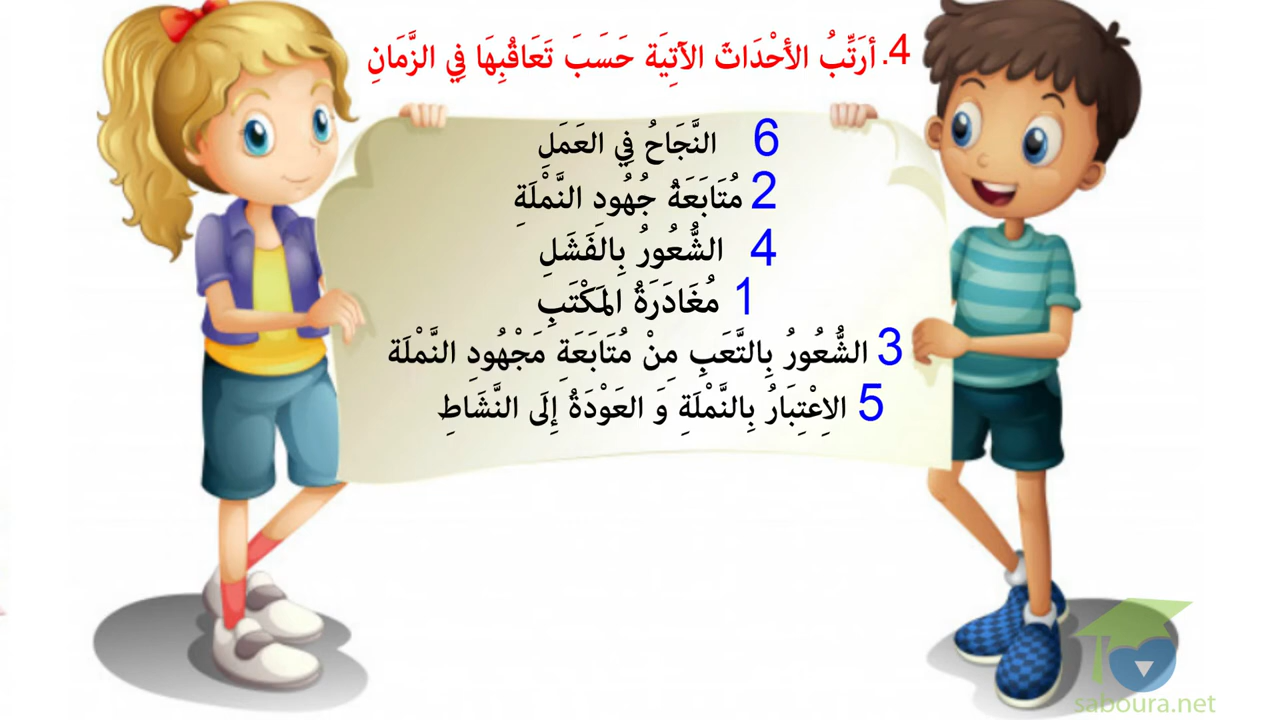 4. أرَتِّبُ الأَحْدَاثَ الآتِيَة حَسَبَ تَعَاقُبِهَا فِي الزَّمَانِ
6 النَّجَاحُ فِي العَمَلِ
2 مُتَابَعَةُ جُهُودِ النَّمْلَةِ
4 الشُّعُورُ بِالفَشَلِ
1 مُغَادَرَةُ المَكْتَبِ
3 الشُّعُورُ بِالتَّعَبِ مِنْ مُتَابَعَةِ مَجْهُودِ النَّمْلَة
5 الاِعْتِبَارُ بِالنَّمْلَةِ وَ العَوْدَةُ إِلَى النَّشَاطِ
saboura.net